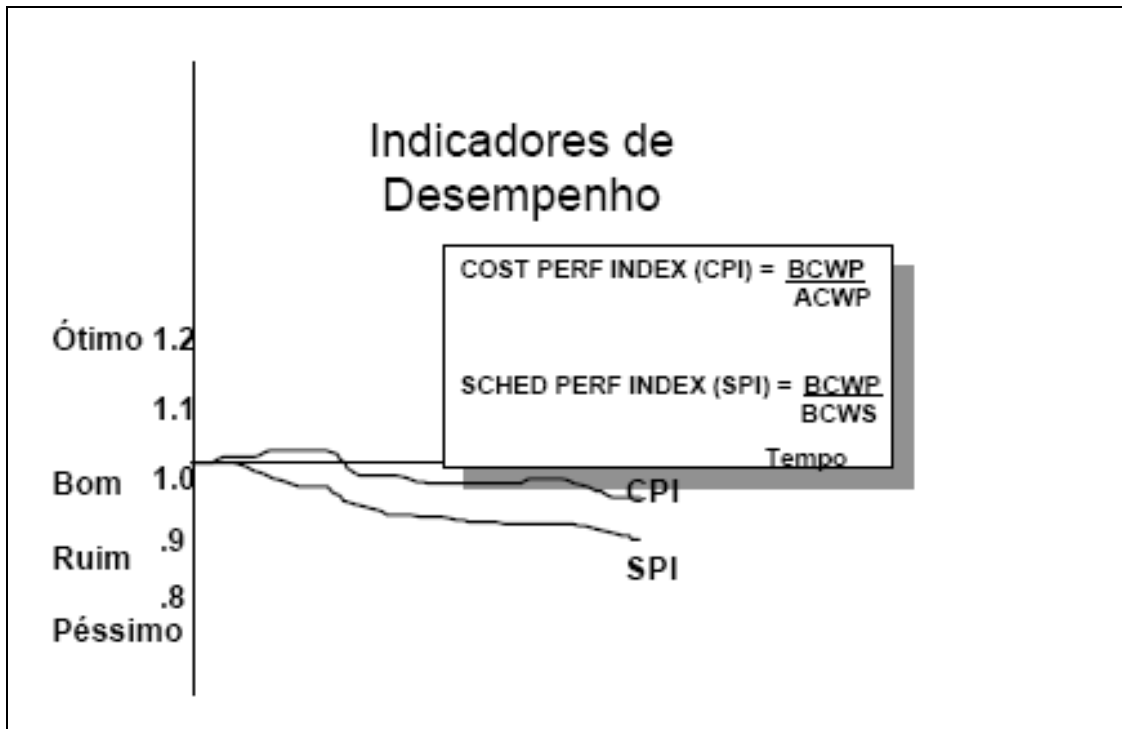 Indicadores de
Desempenho
COST PERF INDEX (CPI) = BCWP
ACWP
SCHED PERF INDEX (SPI) = BCWP
BCWS
Tempo
Ótimo 1.2
1.1
Bom 1.0
.9
Ruim
.8
Péssimo
CPI
SPI